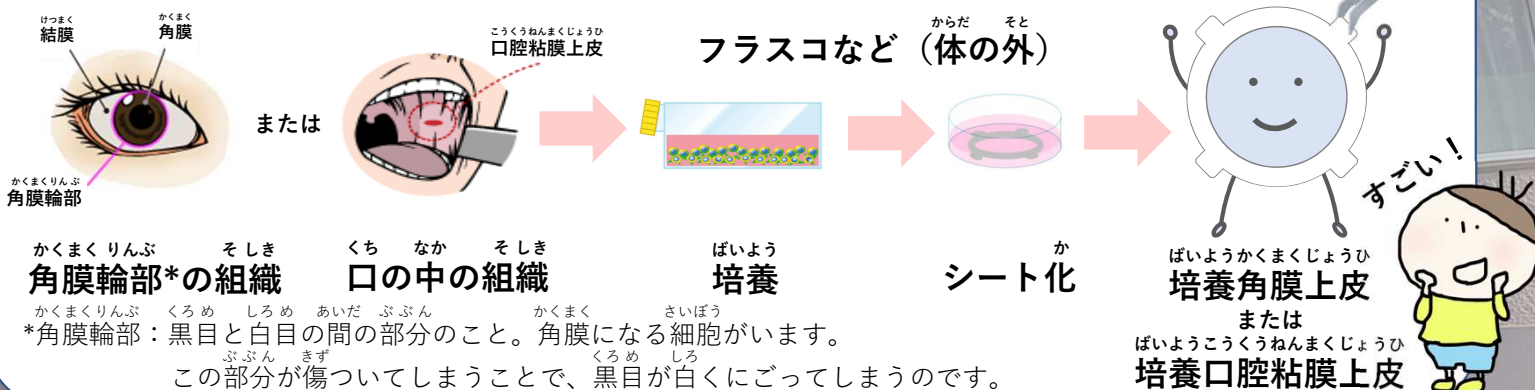 けつまく
結膜
かくまく
角膜
かくまくりんぶ
角膜輪部
または
こうくうねんまくじょうひ
口腔粘膜上皮
からだ そと
フラスコなど（体の外）
すごい！
かくまく りんぶ そしき
角膜輪部*の組織
くち なか そしき
口の中の組織
ばいよう
培養
か
シート化
ばいようかくまくじょうひ
培養角膜上皮
または
ばいようこうくうねんまくじょうひ
培養口腔粘膜上皮
かくまくりんぶ くろめ しろめ あいだ ぶぶん かくまく さいぼう
*角膜輪部：黒目と白目の間の部分のこと。角膜になる細胞がいます。
ぶぶん きず くろめ しろ
この部分が傷ついてしまうことで、黒目が白くにごってしまうのです。